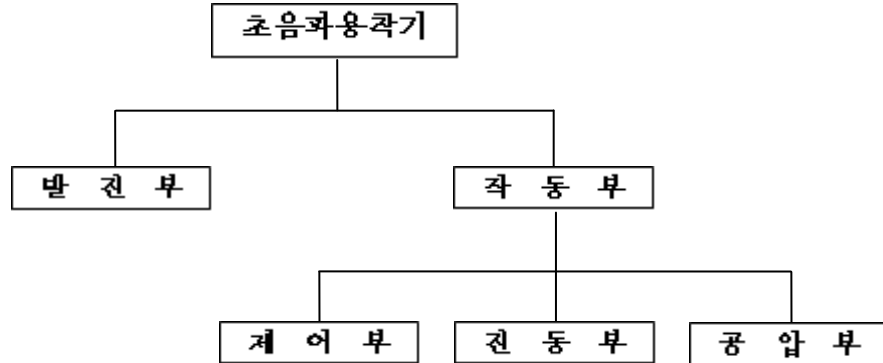 초음파용착기
발 진 부
작 동 부
제 어 부
진 동 부
공 압 부